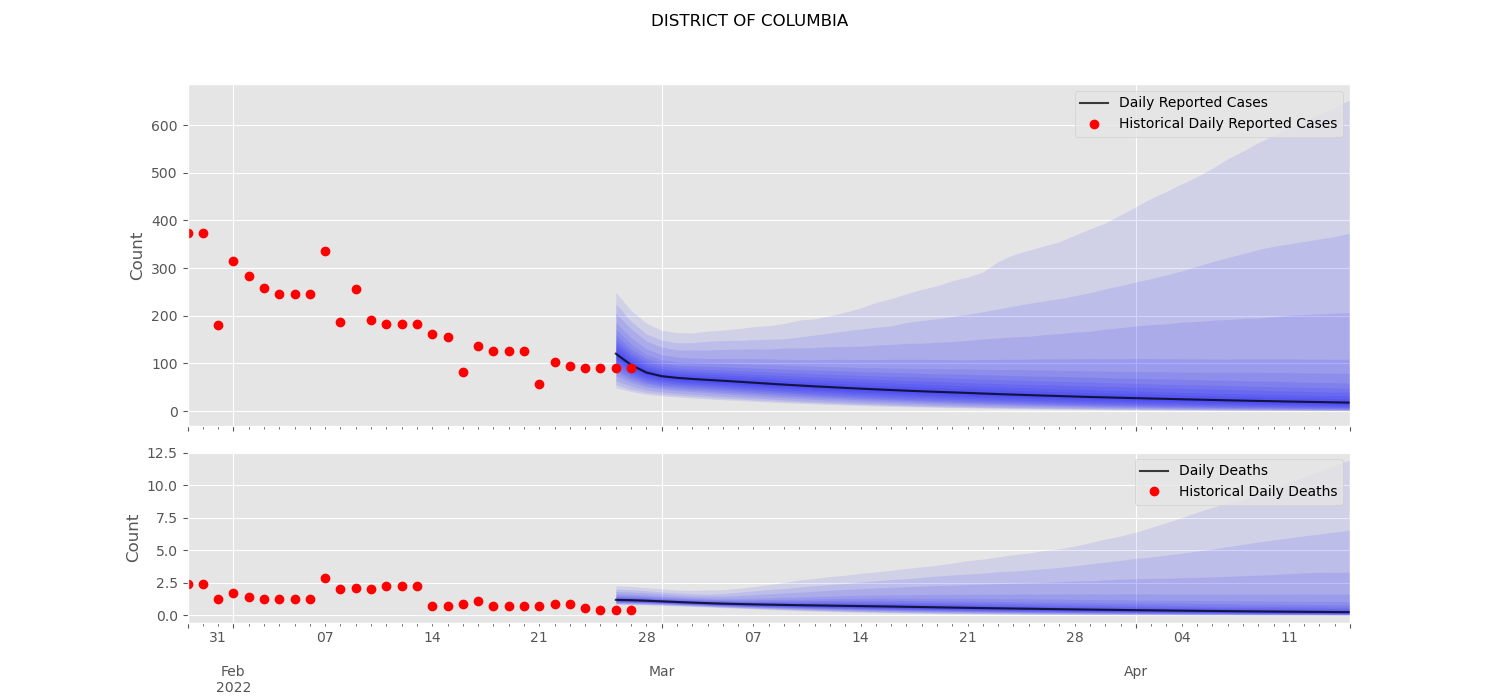 DISTRICT OF COLUMBIA
Daily Reported Cases
Historical Daily Reported Cases
600
500
400
300
200
100
0
Count
Daily Deaths
Historical Daily Deaths
12.5
10.0
7.5
5.0
2.5
0.0
Count
31 07 14 21 28 07 14 21 28 04 11
Feb Mar Apr
2022